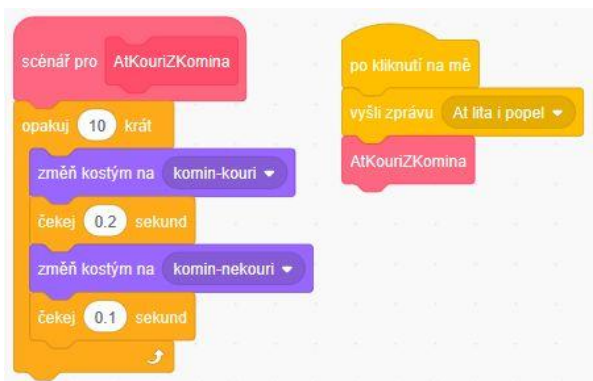 scénář pro AtKouriZKomina
opakuj 10 krát
změň kostým na komin-kouri
čekej 0.2 sekund
změň kostým na komin-nekouri
čekej 0.1 sekund
po kliknutí na mě
vyšli zprávu At lita i popel
AtKouriZKomina